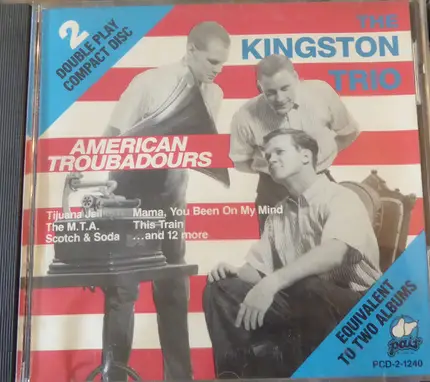 2
DOUBLE PLAY
COMPACT DISC
THE
KINGSTON
TRIO
AMERICAN
TROUBADOURS
Tijuana Jail
The M.T.A.
Scotch & Soda
Mama, You Been On My Mind
This Train
...and 12 more
EQUIVALENT
TO TWO ALBUMS
pair
PCD-2-1240